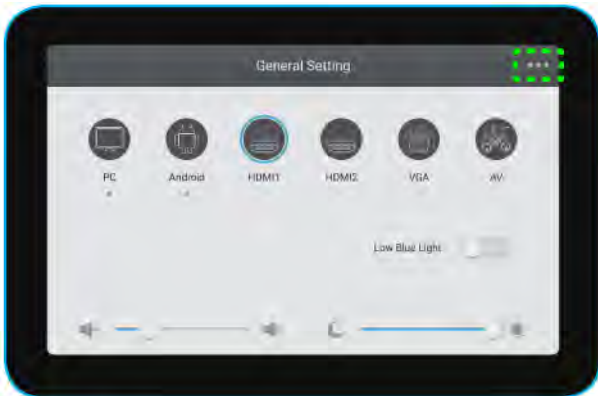 General Setting
PC Android HDMI1 HDMI2 VGA AV
Low Blue Light